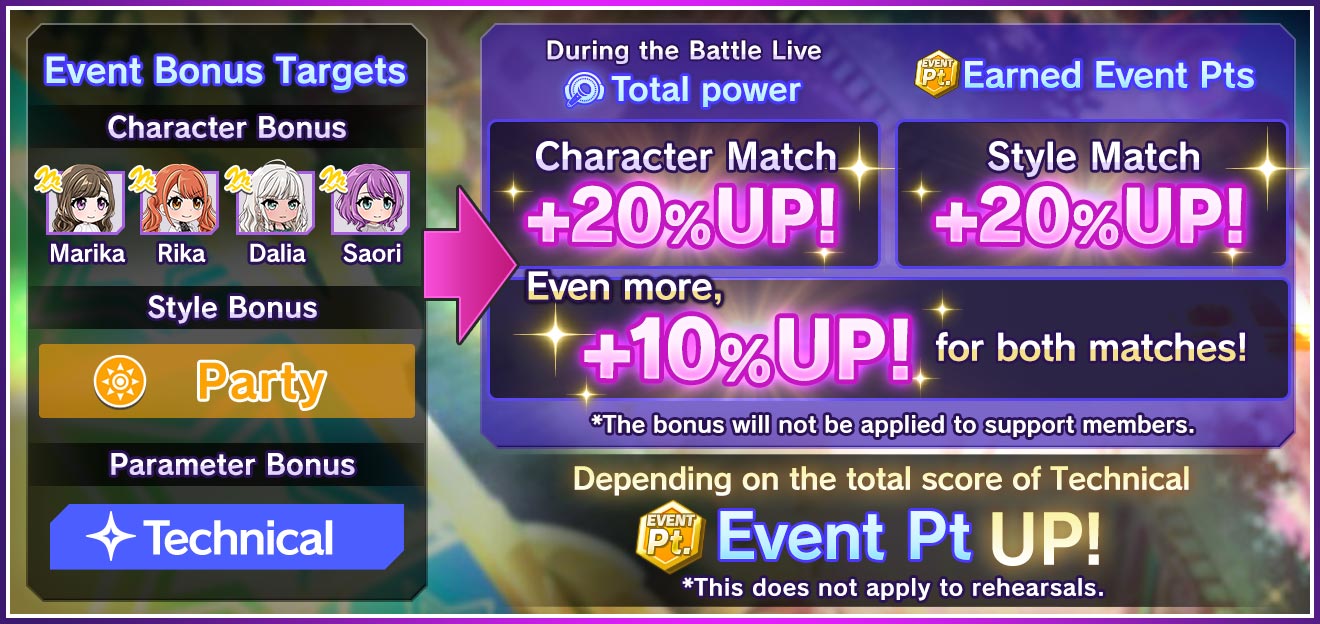 Event Bonus Targets
Character Bonus
Marika
Rika
Dalia
Saori
Style Bonus
Party
Parameter Bonus
Technical
During the Battle Live
Total power
EVENT
Pt.
Earned Event Pts
Character Match
+20%UP!
Style Match
+20%UP!
Even more,
+10%UP! for both matches!
*The bonus will not be applied to support members.
Depending on the total score of Technical
EVENT
Pt.
Event Pt UP!
*This does not apply to rehearsals.